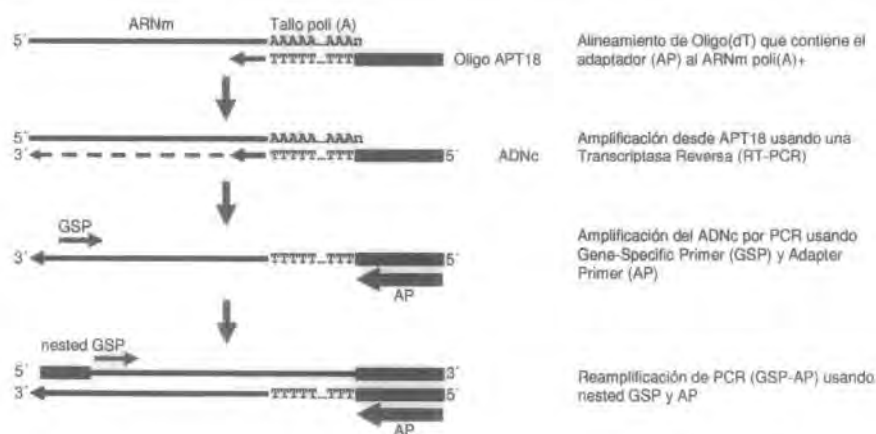 ARNm Tallo poli (A)
5´ AAAAA…AAAn
TTTTT…TTT Oligo APT18
Alineamiento de Oligo(dT) que contiene el
adaptador (AP) al ARNm poli(A)+
5´ AAAAA…AAAn
3´ TTTTT…TTT 5´ ADNc
Amplificación desde APT18 usando una
Transcriptasa Reversa (RT-PCR)
GSP
3´ TTTTT…TTT 5´
AP
Amplificación del ADNc por PCR usando
Gene-Specific Primer (GSP) y Adapter
Primer (AP)
nested GSP
5´ 3´
3´ TTTTT…TTT 5´
AP
Reamplificación de PCR (GSP-AP) usando
nested GSP y AP